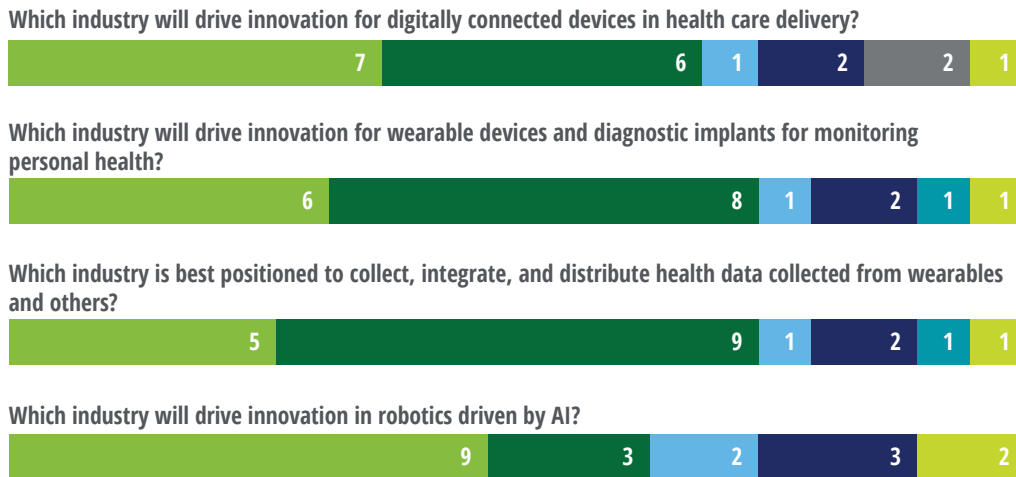 Which industry will drive innovation for digitally connected devices in health care delivery?
7 6 1 2 2 1
Which industry will drive innovation for wearable devices and diagnostic implants for monitoring
personal health?
6 8 1 2 1 1
Which industry is best positioned to collect, integrate, and distribute health data collected from wearables
and others?
5 9 1 2 1 1
Which industry will drive innovation in robotics driven by AI?
9 3 2 3 2